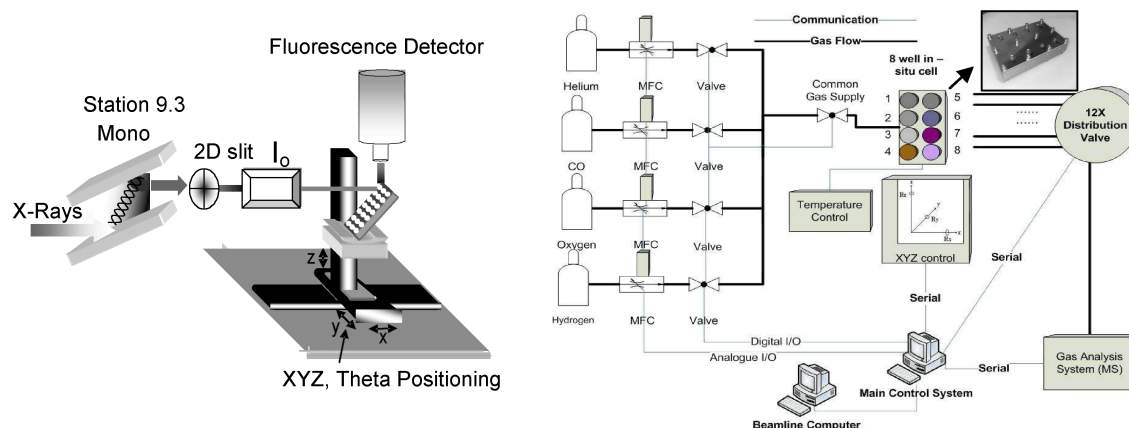 Fluorescence Detector
Station 9.3
Mono
2D slit
Io
X-Rays
z
y
x
XYZ, Theta Positioning
Communication
Gas Flow
8 well in –
situ cell
Helium
MFC
Valve
Common
Gas Supply
1
5
2
6
3
7
4
8
......
......
12X
Distribution
Valve
CO
MFC
Valve
Temperature
Control
Rz
y
Ry
x
Rx
XYZ control
Oxygen
MFC
Valve
Serial
Serial
Hydrogen
MFC
Valve
Digital I/O
Analogue I/O
Serial
Gas Analysis
System (MS)
Main Control
System
Beamline Computer